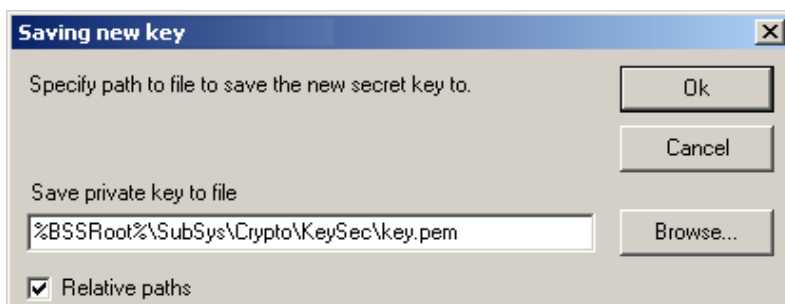 Saving new key
Specify path to file to save the new secret key to.
Ok
Cancel
Save private key to file
%BSSRoot%\SubSys\Crypto\KeySec\key.pem
Browse...
Relative paths